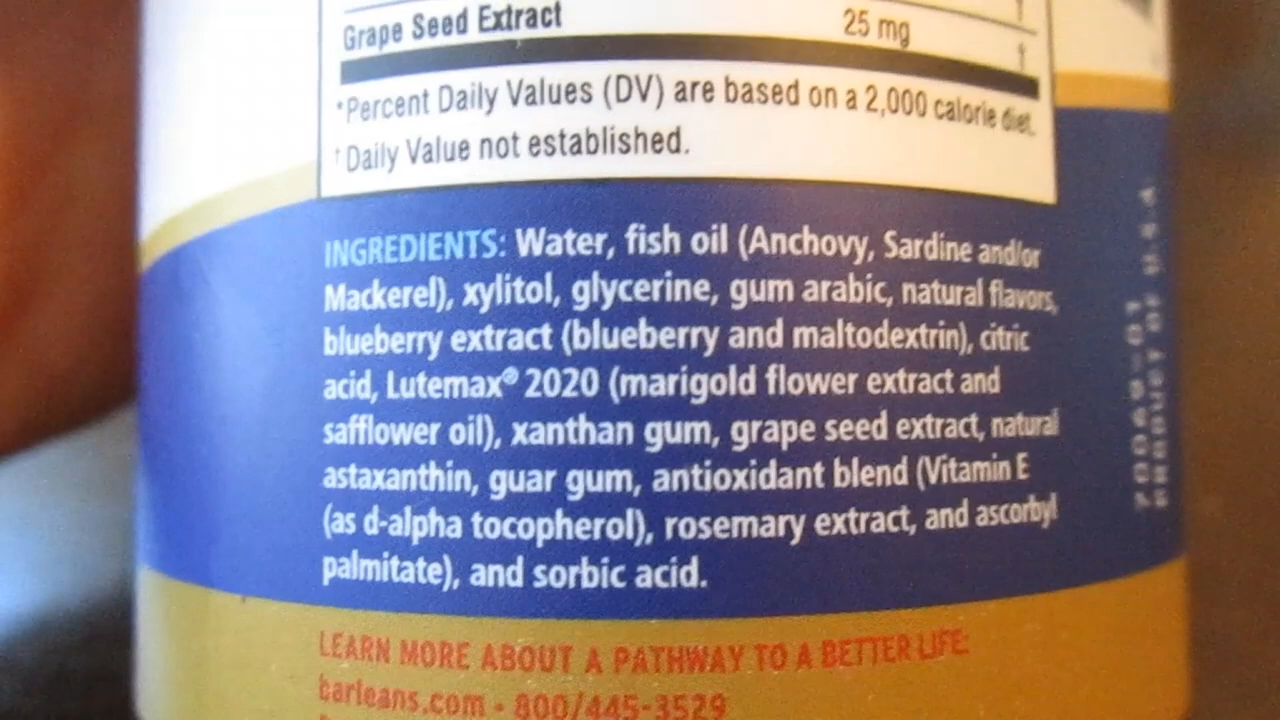 Grape Seed Extract 25 mg †
*Percent Daily Values (DV) are based on a 2,000 calorie diet.
† Daily Value not established.
INGREDIENTS: Water, fish oil (Anchovy, Sardine and/or
Mackerel), xylitol, glycerine, gum arabic, natural flavors,
blueberry extract (blueberry and maltodextrin), citric
acid, Lutemax® 2020 (marigold flower extract and
safflower oil), xanthan gum, grape seed extract, natural
astaxanthin, guar gum, antioxidant blend (Vitamin E
(as d-alpha tocopherol), rosemary extract, and ascorbyl
palmitate), and sorbic acid.
LEARN MORE ABOUT A PATHWAY TO A BETTER LIFE:
barleans.com • 800/445-3529
PRODUCT OF U.S.A